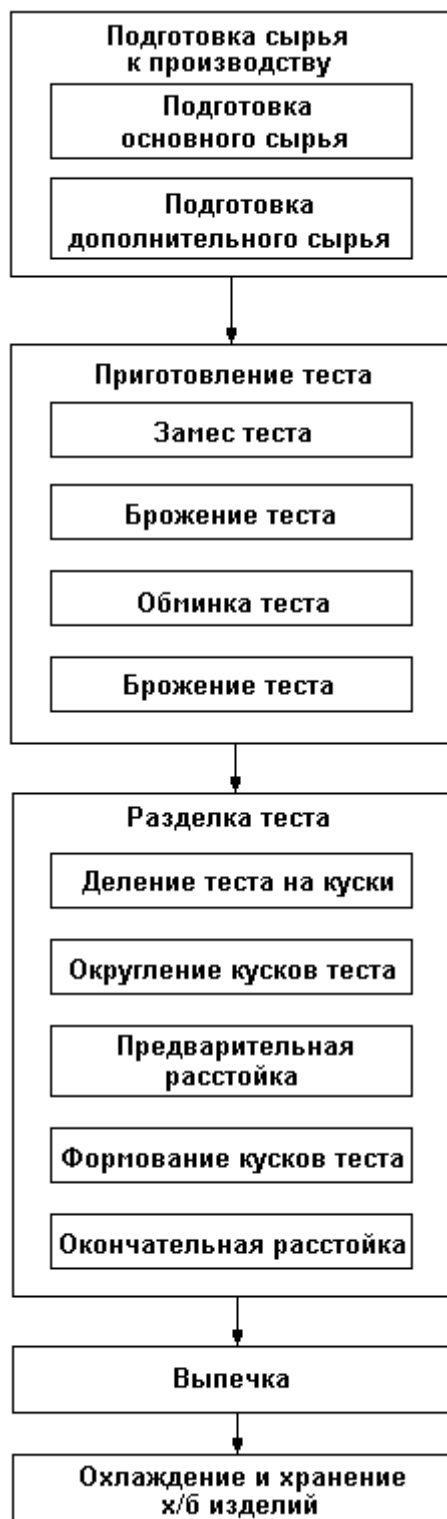 Подготовка сырья
к производству
Подготовка
основного сырья
Подготовка
дополнительного сырья
Приготовление теста
Замес теста
Брожение теста
Обминка теста
Брожение теста
Разделка теста
Деление теста на куски
Округление кусков теста
Предварительная
расстойка
Формование кусков теста
Окончательная расстойка
Выпечка
Охлаждение и хранение
х/б изделий